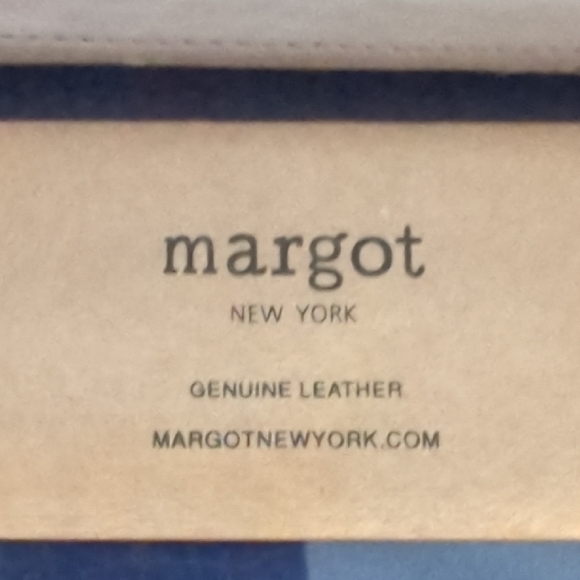 margot
NEW YORK
GENUINE LEATHER
MARGOTNEWYORK.COM